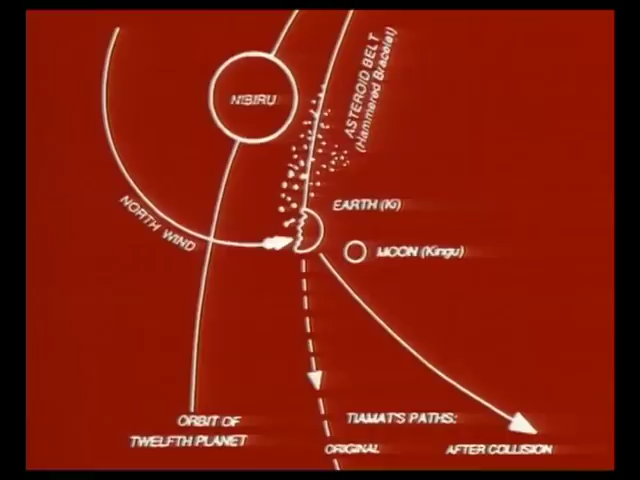 NIBIRU
ASTEROID BELT
(Hammered Bracelet)
EARTH (Ki)
NORTH WIND
MOON (Kingu)
ORBIT OF
TWELFTH PLANET
TIAMAT'S PATHS:
ORIGINAL
AFTER COLLISION